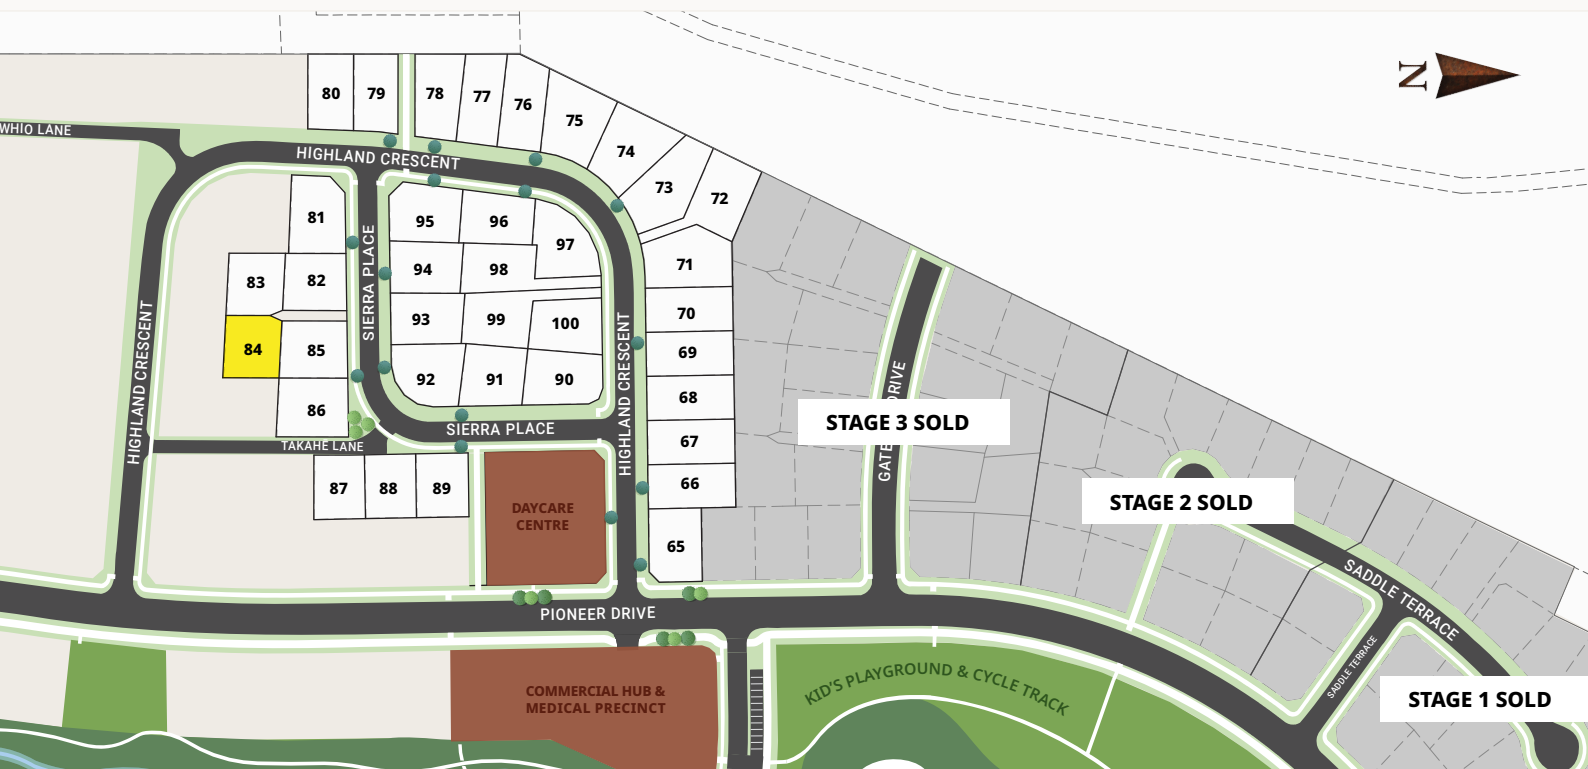 N
80
79
78
77
76
75
74
73
72
WHIO LANE
HIGHLAND CRESCENT
81
95
96
97
SIERRA PLACE
71
83
82
94
98
70
93
99
100
84
85
69
HIGHLAND CRESCENT
HIGHLAND CRESCENT
92
91
90
68
86
STAGE 3 SOLD
SIERRA PLACE
TAKAHE LANE
67
87
88
89
66
DAYCARE
CENTRE
STAGE 2 SOLD
65
PIONEER DRIVE
SADDLE TERRACE
SADDLE TERRACE
COMMERCIAL HUB &
MEDICAL PRECINCT
KID'S PLAYGROUND & CYCLE TRACK
STAGE 1 SOLD
DRIVE